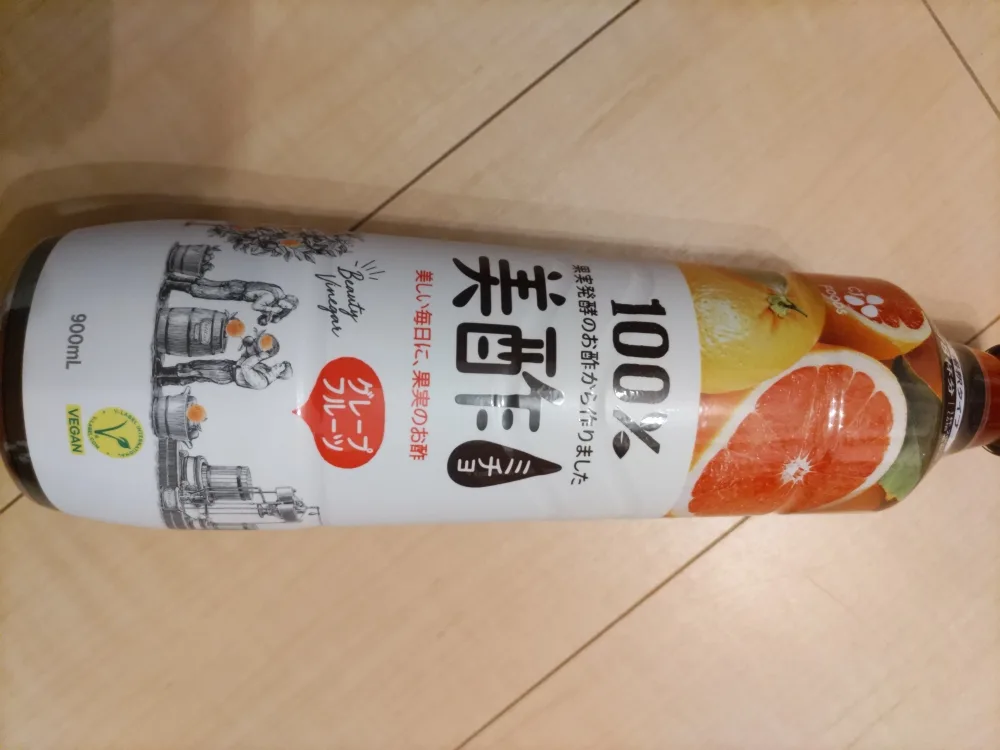 CJ
FOODS
100%
果実発酵のお酢から作りました
美酢
ミチョ
美しい毎日に、果実のお酢
グレープ
フルーツ
Beauty
Vinegar
900mL
VEGAN